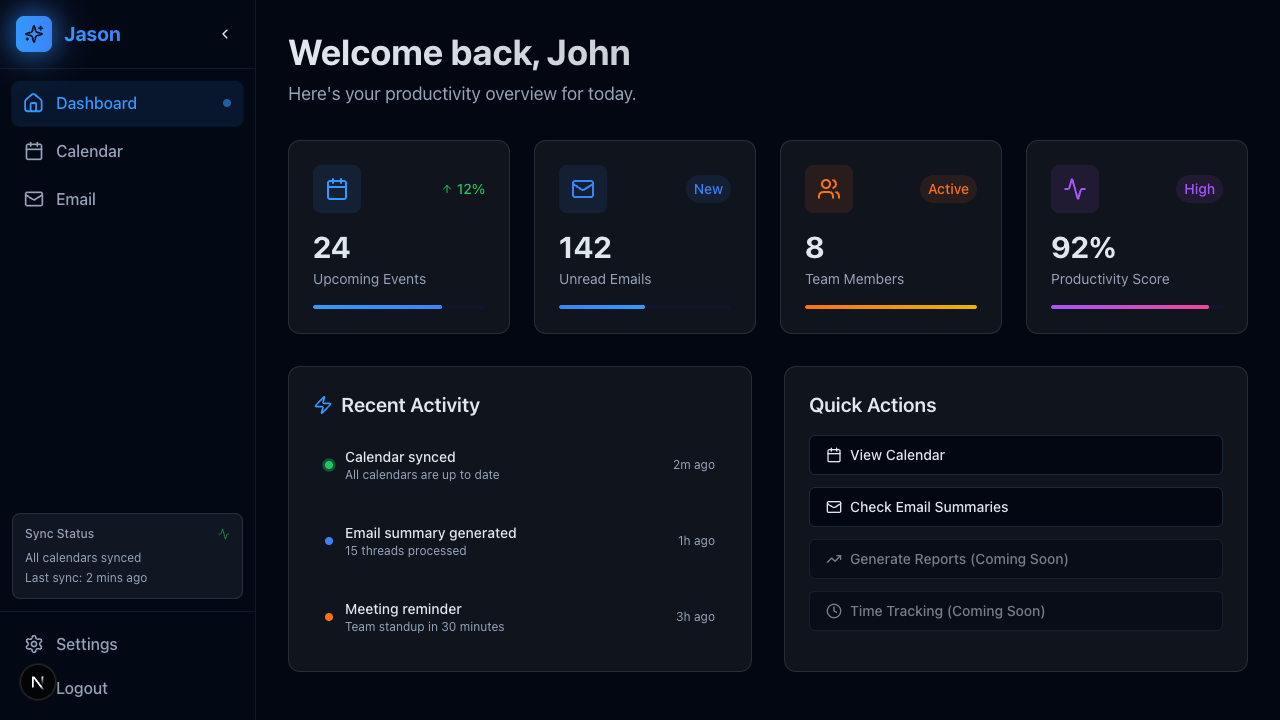 Jason
Dashboard
Calendar
Email
Sync Status
All calendars synced
Last sync: 2 mins ago
Settings
N
Logout
Welcome back, John
Here's your productivity overview for today.
12%
24
Upcoming Events
New
142
Unread Emails
Active
8
Team Members
High
92%
Productivity Score
Recent Activity
Calendar synced
2m ago
All calendars are up to date
Email summary generated
1h ago
15 threads processed
Meeting reminder
3h ago
Team standup in 30 minutes
Quick Actions
View Calendar
Check Email Summaries
Generate Reports (Coming Soon)
Time Tracking (Coming Soon)